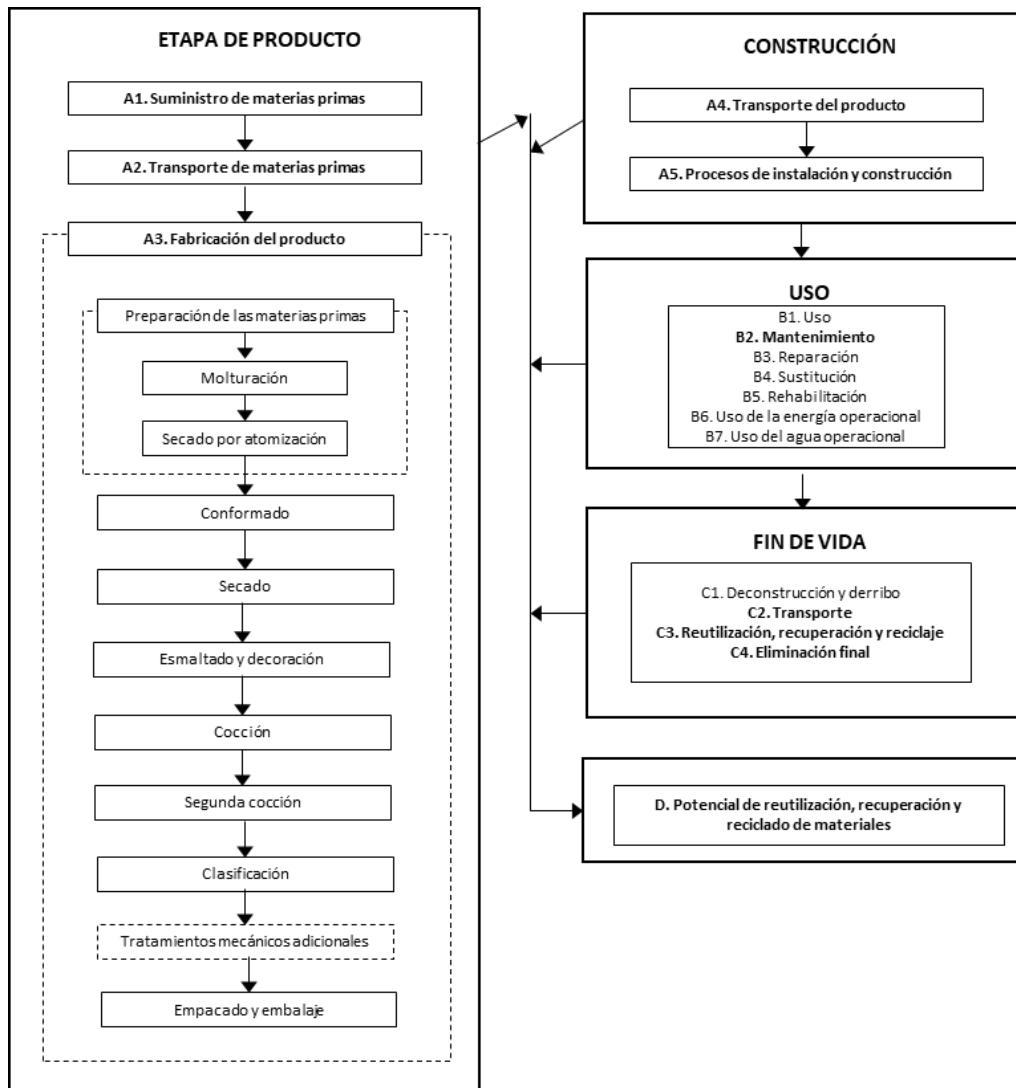 ETAPA DE PRODUCTO
A1. Suministro de materias primas
A2. Transporte de materias primas
A3. Fabricación del producto
Preparación de las materias primas
Molturación
Secado por atomización
Conformado
Secado
Esmaltado y decoración
Cocción
Segunda cocción
Clasificación
Tratamientos mecánicos adicionales
Empacado y embalaje
CONSTRUCCIÓN
A4. Transporte del producto
A5. Procesos de instalación y construcción
USO
B1. Uso
B2. Mantenimiento
B3. Reparación
B4. Sustitución
B5. Rehabilitación
B6. Uso de la energía operacional
B7. Uso del agua operacional
FIN DE VIDA
C1. Deconstrucción y derribo
C2. Transporte
C3. Reutilización, recuperación y reciclaje
C4. Eliminación final
D. Potencial de reutilización, recuperación y
reciclado de materiales